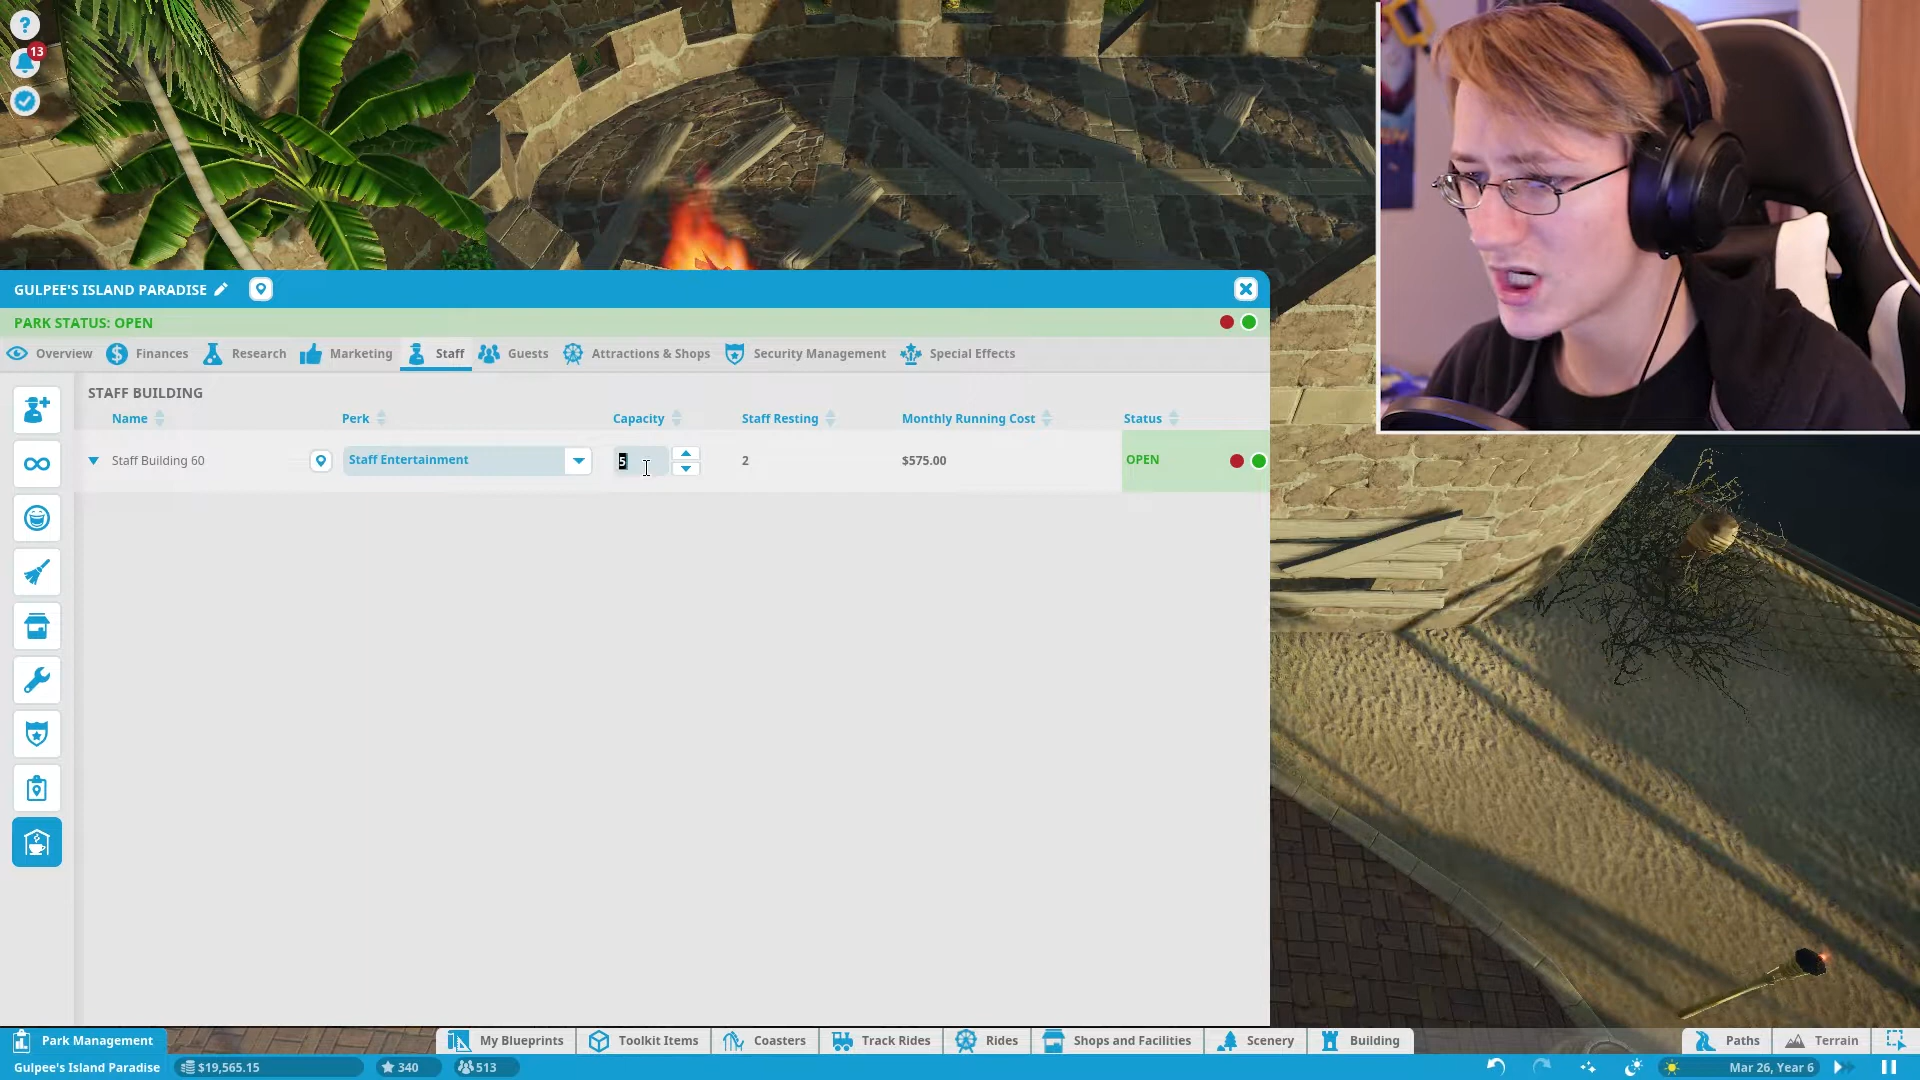 ?
13
GULPEE'S ISLAND PARADISE
PARK STATUS: OPEN
Overview Finances Research Marketing Staff Guests Attractions & Shops Security Management Special Effects
STAFF BUILDING
Name Perk Capacity Staff Resting Monthly Running Cost Status
Staff Building 60 Staff Entertainment 5 2 $575.00 OPEN
Park Management My Blueprints Toolkit Items Coasters Track Rides Rides Shops and Facilities Scenery Building Paths Terrain
Gulpee's Island Paradise $19,565.15 340 513 Mar 26, Year 6